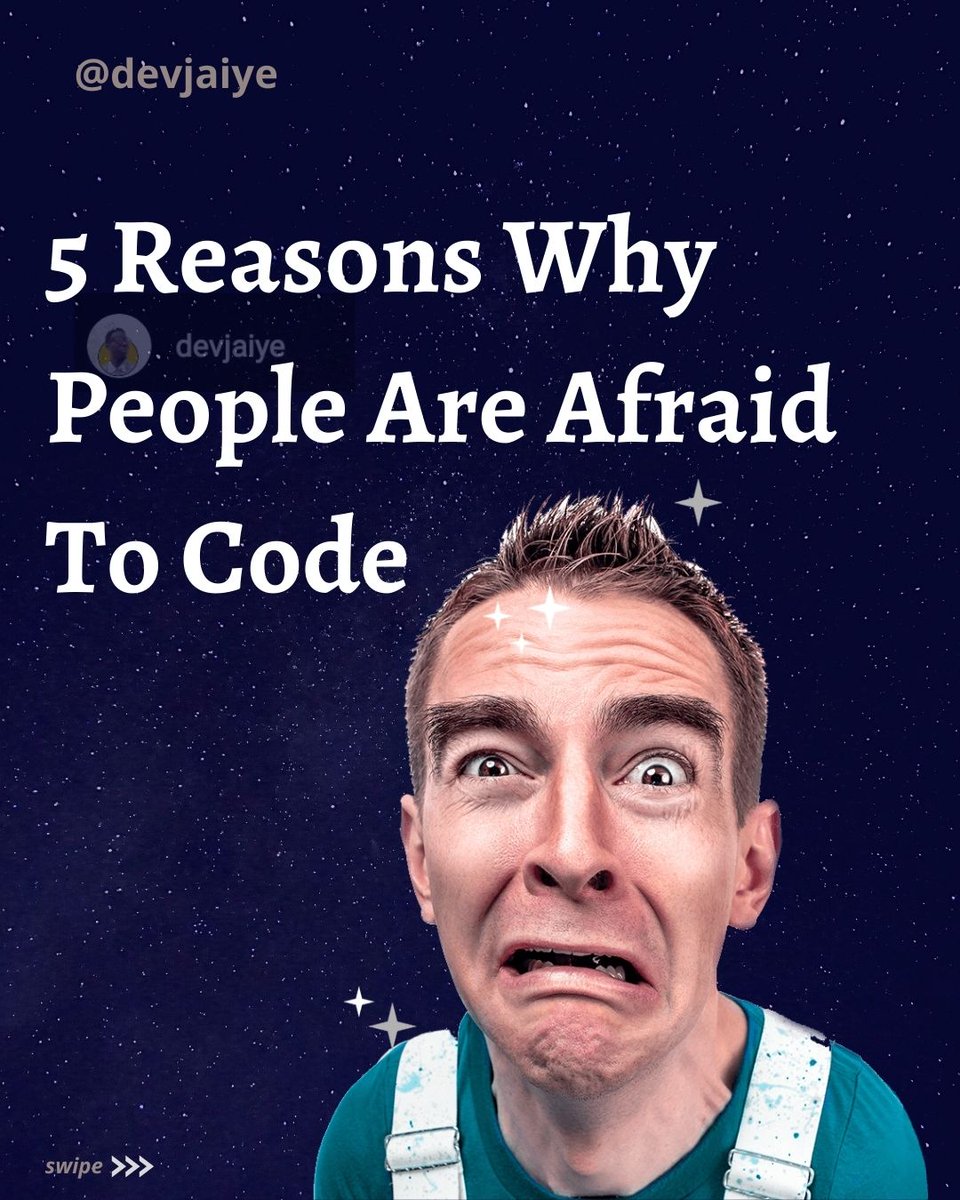 @devjaiye
5 Reasons Why
devjaiye
People Are Afraid
To Code
swipe >>>